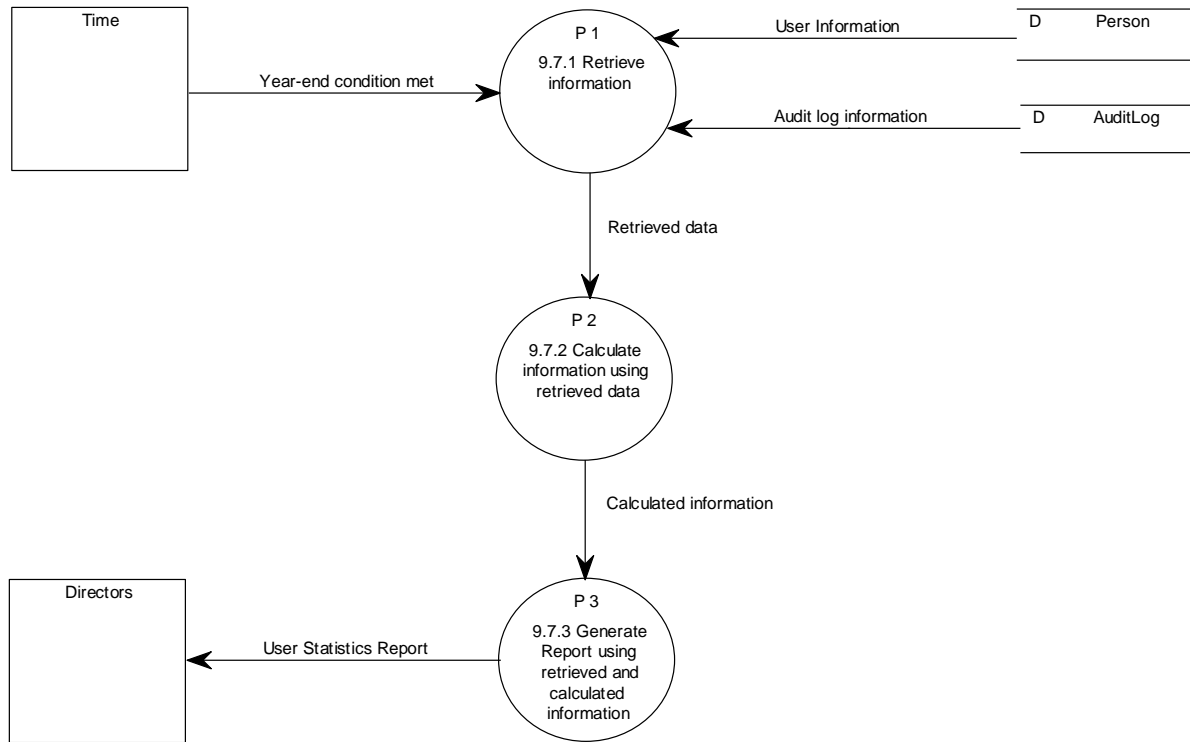 Time
P 1
9.7.1 Retrieve
information
User Information
D Person
Year-end condition met
Audit log information
D AuditLog
Retrieved data
P 2
9.7.2 Calculate
information using
retrieved data
Calculated information
Directors
P 3
9.7.3 Generate
Report using
retrieved and
calculated
information
User Statistics Report